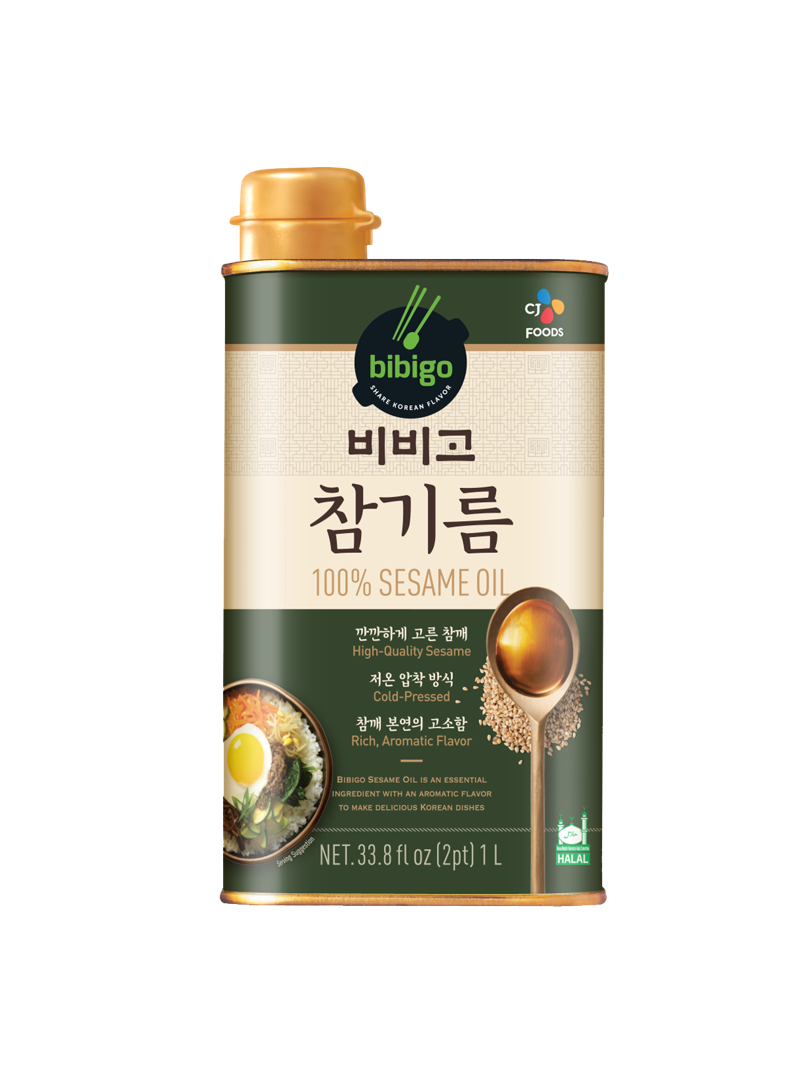 CJ
FOODS
bibigo
SHARE KOREAN FLAVOR
비비고
참기름
100% SESAME OIL
깐깐하게 고른 참깨
High-Quality Sesame
저온 압착 방식
Cold-Pressed
참깨 본연의 고소함
Rich, Aromatic Flavor
BIBIGO SESAME OIL IS AN ESSENTIAL
INGREDIENT WITH AN AROMATIC FLAVOR
TO MAKE DELICIOUS KOREAN DISHES
Serving Suggestion
NET. 33.8 fl oz (2pt) 1 L
HALAL